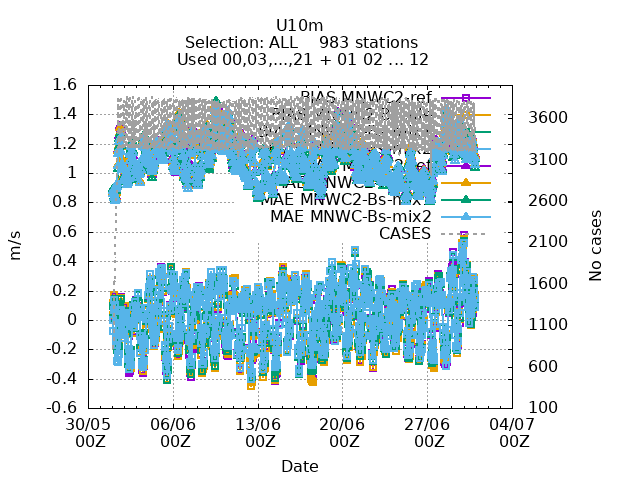 U10m
Selection: ALL    983 stations
Used 00,03,...,21 + 01 02 ... 12
1.6
1.4
1.2
1
0.8
0.6
0.4
0.2
0
-0.2
-0.4
-0.6
m/s
BIAS MNWC2-ref
MAE MNWC2-Bs-mix
MAE MNWC-Bs-mix2
CASES
3600
3100
2600
2100
1600
1100
600
100
No cases
30/05 06/06 13/06 20/06 27/06 04/07
00Z 00Z 00Z 00Z 00Z 00Z
Date